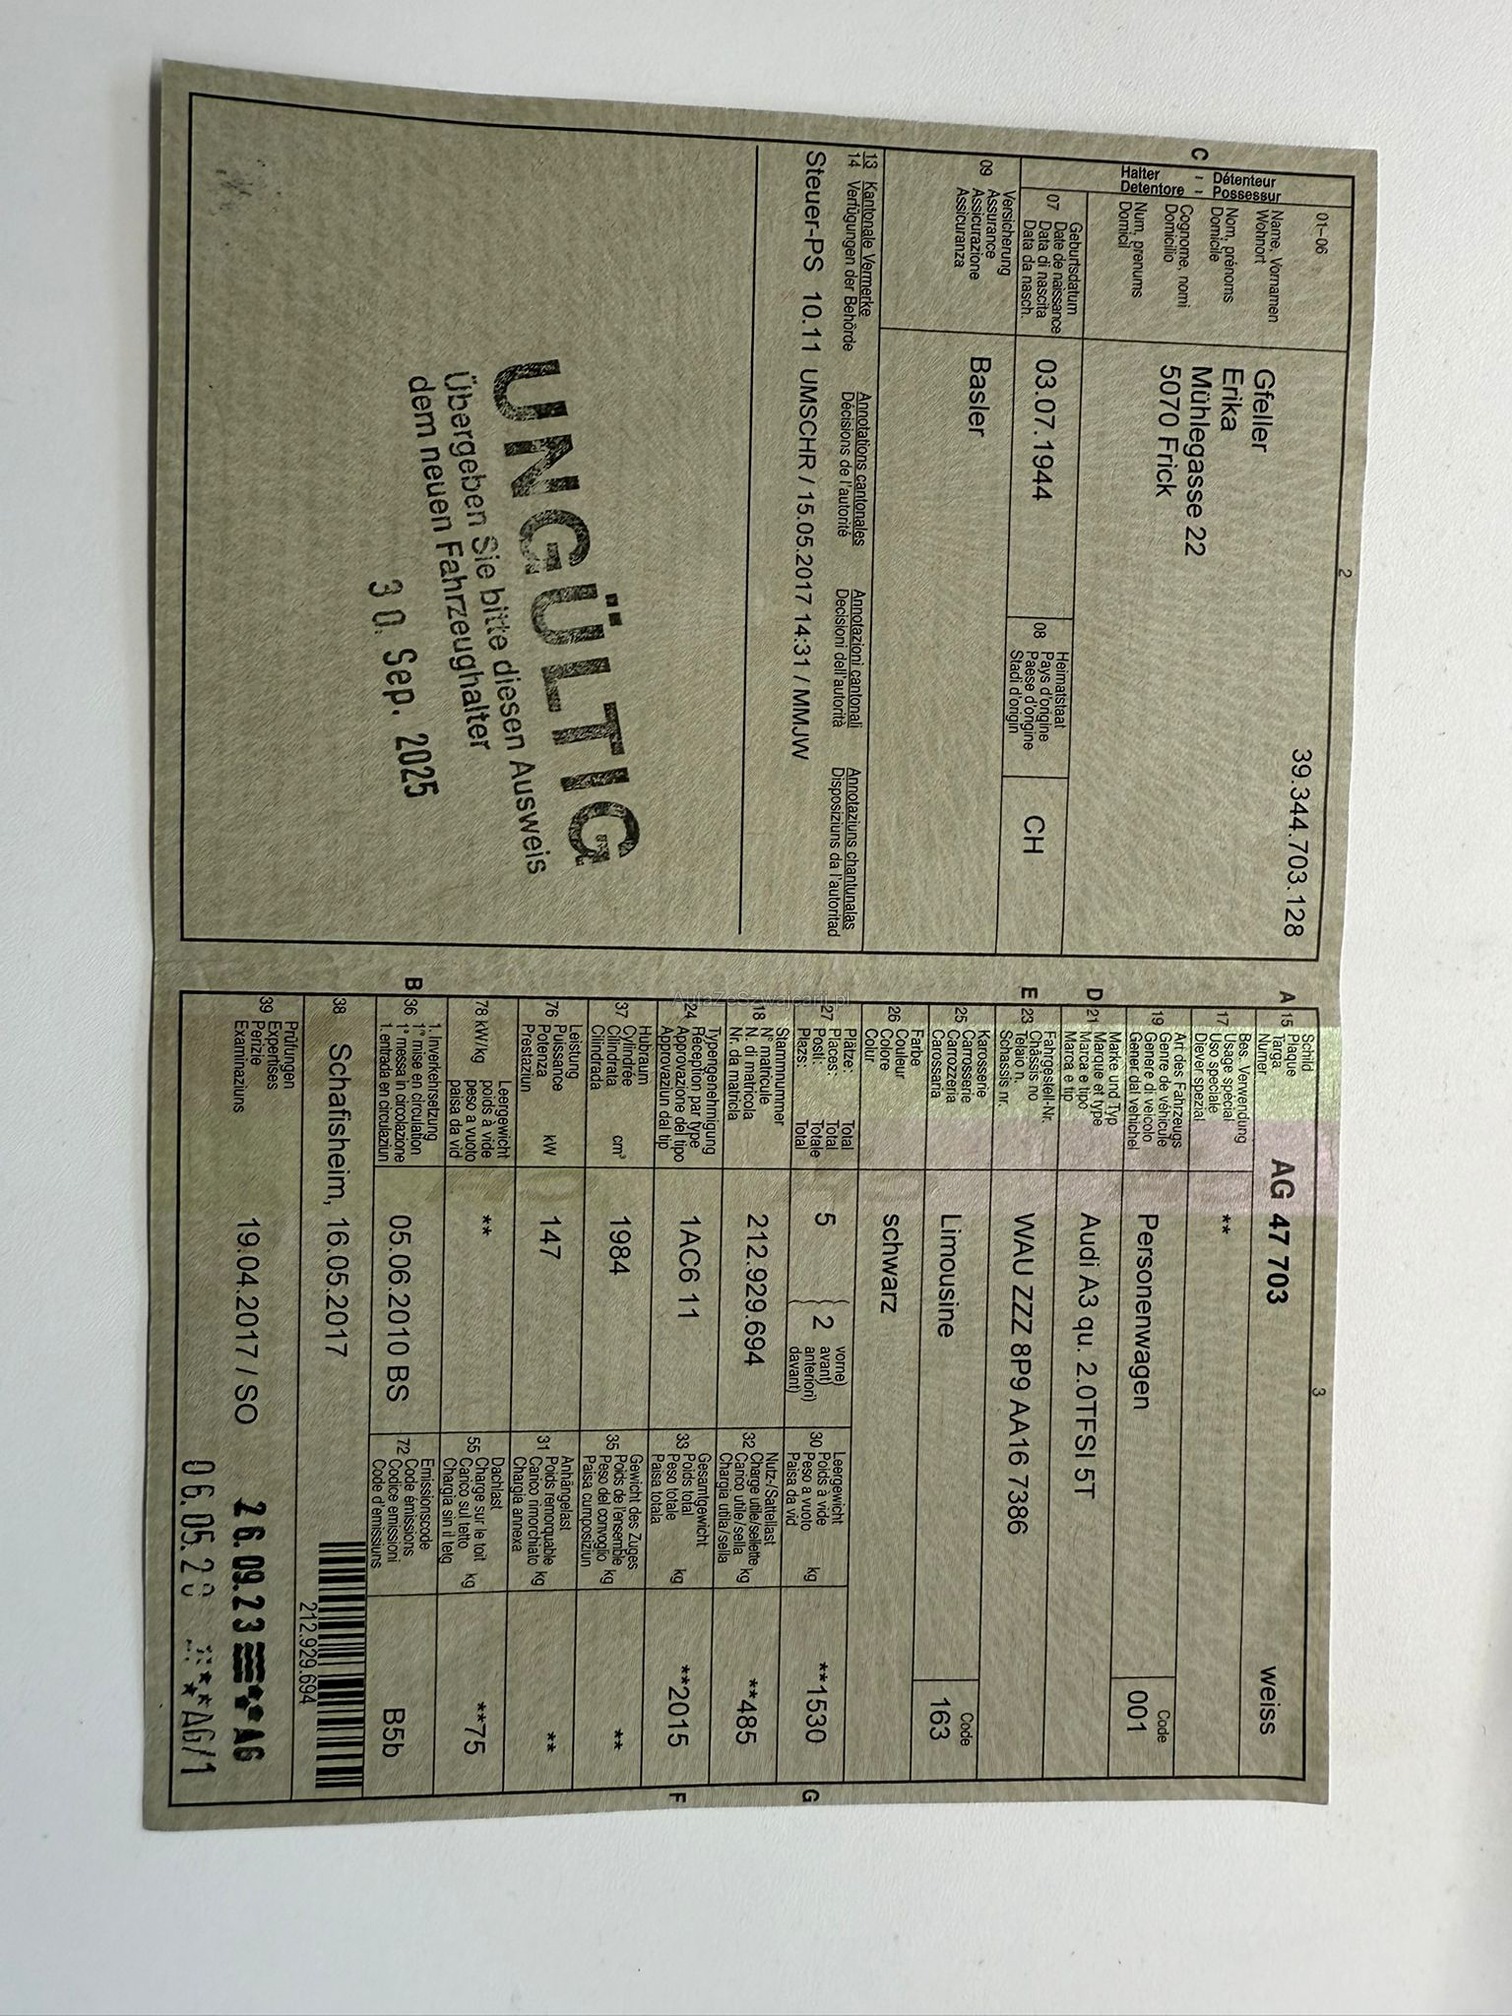 2
39.344.703.128
01–06
C
Halter - Détenteur
Detentore - Possessur
Name, Vornamen
Wohnort
Nom, prénoms
Domicile
Cognome, nomi
Domicilio
Num, prenums
Domicil
Gfeller
Erika
Mühlegasse 22
5070 Frick
07
Geburtsdatum
Date de naissance
Data di nascita
Data da nasch.
03.07.1944
08
Heimatstaat
Pays d'origine
Paese d'origine
Stadi d'origin
CH
09
Versicherung
Assurance
Assicurazione
Assicuranza
Basler
13 Kantonale Vermerke Annotations cantonales Annotazioni cantonali Annotaziuns chantunalas
14 Verfügungen der Behörde Décisions de l'autorité Decisioni dell'autorità Disposiziuns da l'autoritad
Steuer-PS 10.11 UMSCHR / 15.05.2017 14:31 / MMJW
UNGÜLTIG
Übergeben Sie bitte diesen Ausweis
dem neuen Fahrzeughalter
30. Sep. 2025
3
A 15
Schild
Plaque
Targa
Numer
AG 47 703 weiss
17
Bes. Verwendung
Usage spécial
Uso speciale
Diever spezial
**
19
Art des Fahrzeugs
Genre de véhicule
Genere di veicolo
Gener dal vehichel
Personenwagen
Code
001
D 21
Marke und Typ
Marque et type
Marca e tipo
Marca e tip
Audi A3 qu. 2.0TFSI 5T
E 23
Fahrgestell-Nr.
Châssis no
Telaio n.
Schassis nr.
WAU ZZZ 8P9 AA16 7386
25
Karosserie
Carrosserie
Carrozzeria
Carossaria
Limousine
Code
163
26
Farbe
Couleur
Colore
Colur
schwarz
27
Plätze: Total
Places: Total
Posti: Totale
Plazs: Total
5
2
vorne)
avant)
anteriori)
davant)
30
Leergewicht
Poids à vide
Peso a vuoto
Paisa da vid
kg
**1530
G
18
Stammnummer
N° matricule
N. di matricola
Nr. da matricla
212.929.694
32
Nutz-/Sattellast
Charge utile/sellette
Carico utile/sella
Chargia utila/sella
kg
**485
24
Typengenehmigung
Réception par type
Approvazione del tipo
Approvaziun dal tip
1AC6 11
33
Gesamtgewicht
Poids total
Peso totale
Paisa totala
kg
**2015
F
37
Hubraum
Cylindrée
Cilindrata
Cilindrada
cm³
1984
35
Gewicht des Zuges
Poids de l'ensemble
Peso del convoglio
Paisa cumposiziun
kg
**
76
Leistung
Puissance
Potenza
Prestaziun
kW
147
31
Anhängelast
Poids remorquable
Carico rimorchiato
Chargia annexa
kg
**
78 kW/kg
Leergewicht
poids à vide
peso a vuoto
paisa da vid
**
55
Dachlast
Charge sur le toit
Carico sul tetto
Chargia sin il tetg
kg
**75
B 36
1. Inverkehrsetzung
1re mise en circulation
1a messa in circolazione
1. entrada en circulaziun
05.06.2010 BS
72
Emissionscode
Code émissions
Codice emissioni
Code d'emissiuns
B5b
38
Schafisheim, 16.05.2017
212.929.694
39
Prüfungen
Expertises
Perizie
Examinaziuns
19.04.2017 / SO
26.09.23
AG
06.05.20
**AG/1
AutaZeSzwajcarii.pl